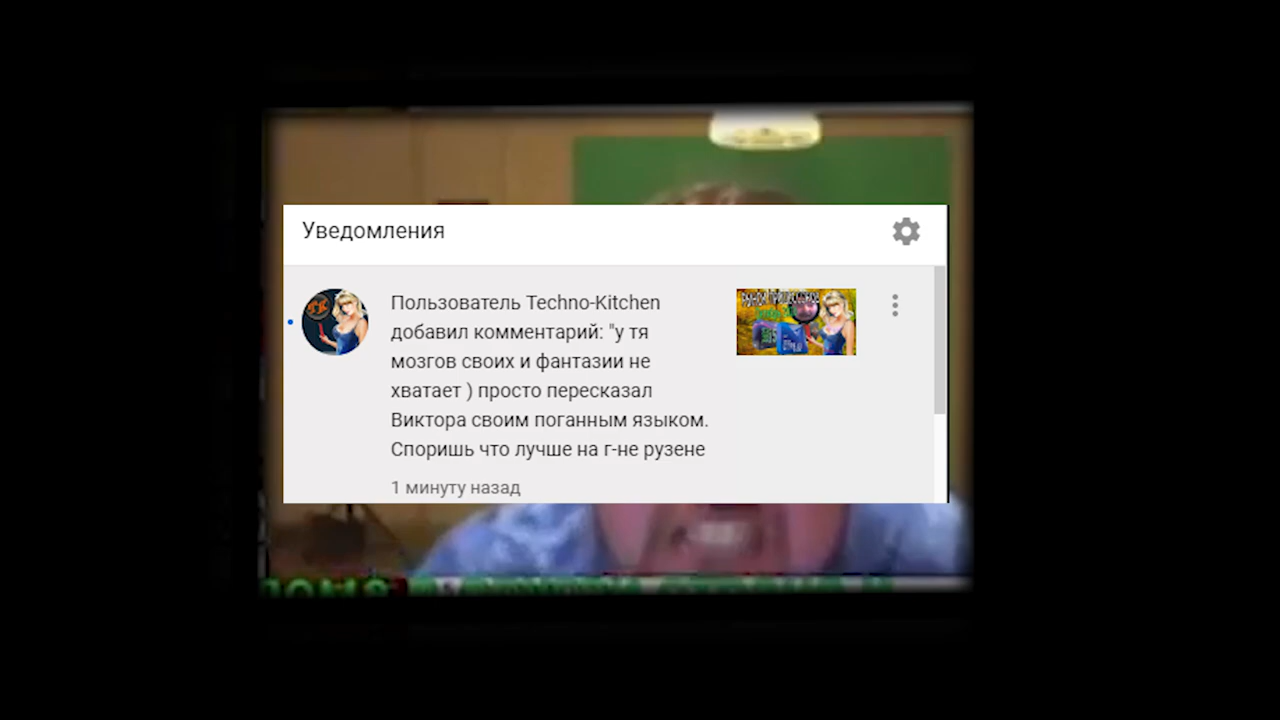 Уведомления
Пользователь Techno-Kitchen
добавил комментарий: "у тя
мозгов своих и фантазии не
хватает ) просто пересказал
Виктора своим поганным языком.
Споришь что лучше на г-не рузене
1 минуту назад